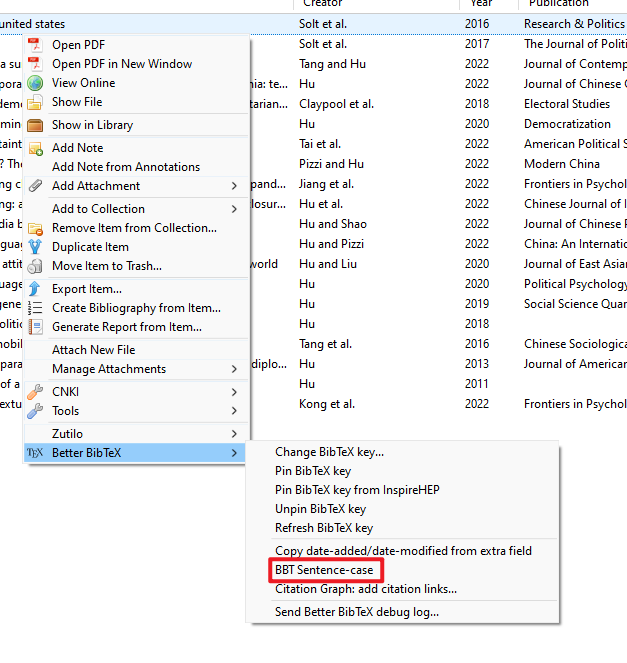 Creator Year Publication
united states Solt et al. 2016 Research & Politics
Solt et al. 2017 The Journal of Politi
Tang and Hu 2022 Journal of Contemp
ia: te... Hu 2022 Journal of Chinese
itarian... Claypool et al. 2018 Electoral Studies
Hu 2020 Democratization
Tai et al. 2022 American Political S
? The Pizzi and Hu 2022 Modern China
pand... Jiang et al. 2022 Frontiers in Psychol
closur... Hu et al. 2022 Chinese Journal of I
Hu and Shao 2022 Journal of Chinese P
Hu and Pizzi 2022 China: An Internatio
world Hu and Liu 2020 Journal of East Asian
Hu 2020 Political Psychology
Hu 2019 Social Science Quar
Hu 2018
Tang et al. 2016 Chinese Sociologica
diplo... Hu 2013 Journal of American
of a Hu 2011
Kong et al. 2022 Frontiers in Psychol
Open PDF
Open PDF in New Window
View Online
Show File
Show in Library
Add Note
Add Note from Annotations
Add Attachment
Add to Collection
Remove Item from Collection...
Duplicate Item
Move Item to Trash...
Export Item...
Create Bibliography from Item...
Generate Report from Item...
Attach New File
Manage Attachments
CNKI
Tools
Zutilo
TEX Better BibTeX
Change BibTeX key...
Pin BibTeX key
Pin BibTeX key from InspireHEP
Unpin BibTeX key
Refresh BibTeX key
Copy date-added/date-modified from extra field
BBT Sentence-case
Citation Graph: add citation links...
Send Better BibTeX debug log...